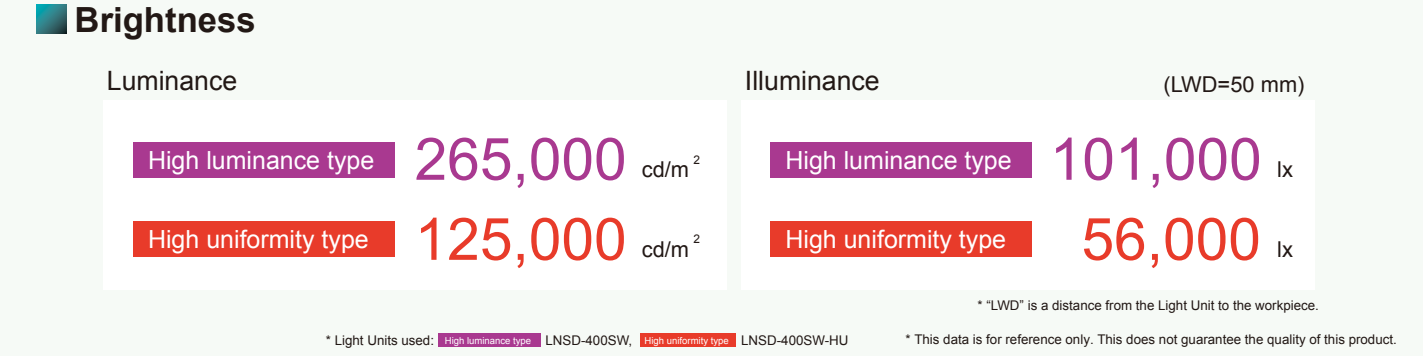 Brightness
Luminance
High luminance type 265,000 cd/m²
High uniformity type 125,000 cd/m²
Illuminance (LWD=50 mm)
High luminance type 101,000 lx
High uniformity type 56,000 lx
* “LWD” is a distance from the Light Unit to the workpiece.
* Light Units used: High luminance type LNSD-400SW, High uniformity type LNSD-400SW-HU
* This data is for reference only. This does not guarantee the quality of this product.